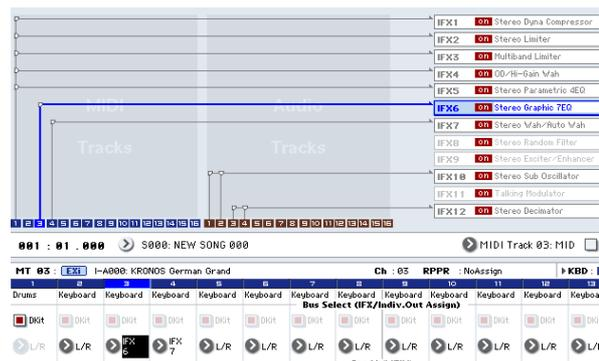 IFX1 on Stereo Dyna Compressor
IFX2 on Stereo Limiter
IFX3 on Multiband Limiter
IFX4 on OD/Hi-Gain Wah
IFX5 on Stereo Parametric 4EQ
IFX6 on Stereo Graphic 7EQ
IFX7 on Stereo Wah/Auto Wah
IFX8 on Stereo Random Filter
IFX9 on Stereo Exciter/Enhancer
IFX10 on Stereo Sub Oscillator
IFX11 on Talking Modulator
IFX12 on Stereo Decimator
MIDI Audio
Tracks Tracks
1 2 3 4 5 6 7 8 9 10 11 12 13 14 15 16 1 2 3 4 5 6 7 8 9 10 11 12 13 14 15 16
001 : 01 . 000 S000: NEW SONG 000 MIDI Track 03: MID
MT 03 : EXi I-A000: KRONOS German Grand Ch : 03 RPPR : NoAssign KBD :
1 2 3 4 5 6 7 8 9 10 11 12 13
Drums Keyboard Keyboard Keyboard Keyboard Keyboard Keyboard Keyboard Keyboard Keyboard Keyboard Keyboard
Bus Select (IFX/Indiv.Out Assign)
DKit DKit DKit DKit DKit DKit DKit DKit DKit DKit DKit DKit
L/R L/R IFX 6 IFX 7 L/R L/R L/R L/R L/R L/R L/R L/R